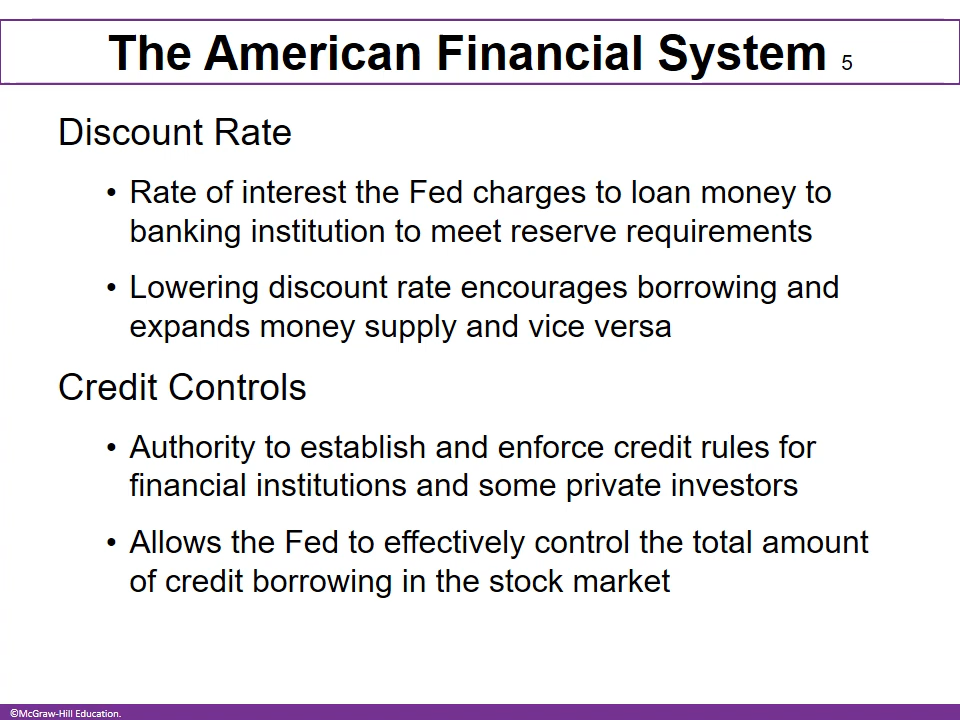 The American Financial System 5
Discount Rate
• Rate of interest the Fed charges to loan money to
banking institution to meet reserve requirements
• Lowering discount rate encourages borrowing and
expands money supply and vice versa
Credit Controls
• Authority to establish and enforce credit rules for
financial institutions and some private investors
• Allows the Fed to effectively control the total amount
of credit borrowing in the stock market
©McGraw-Hill Education.